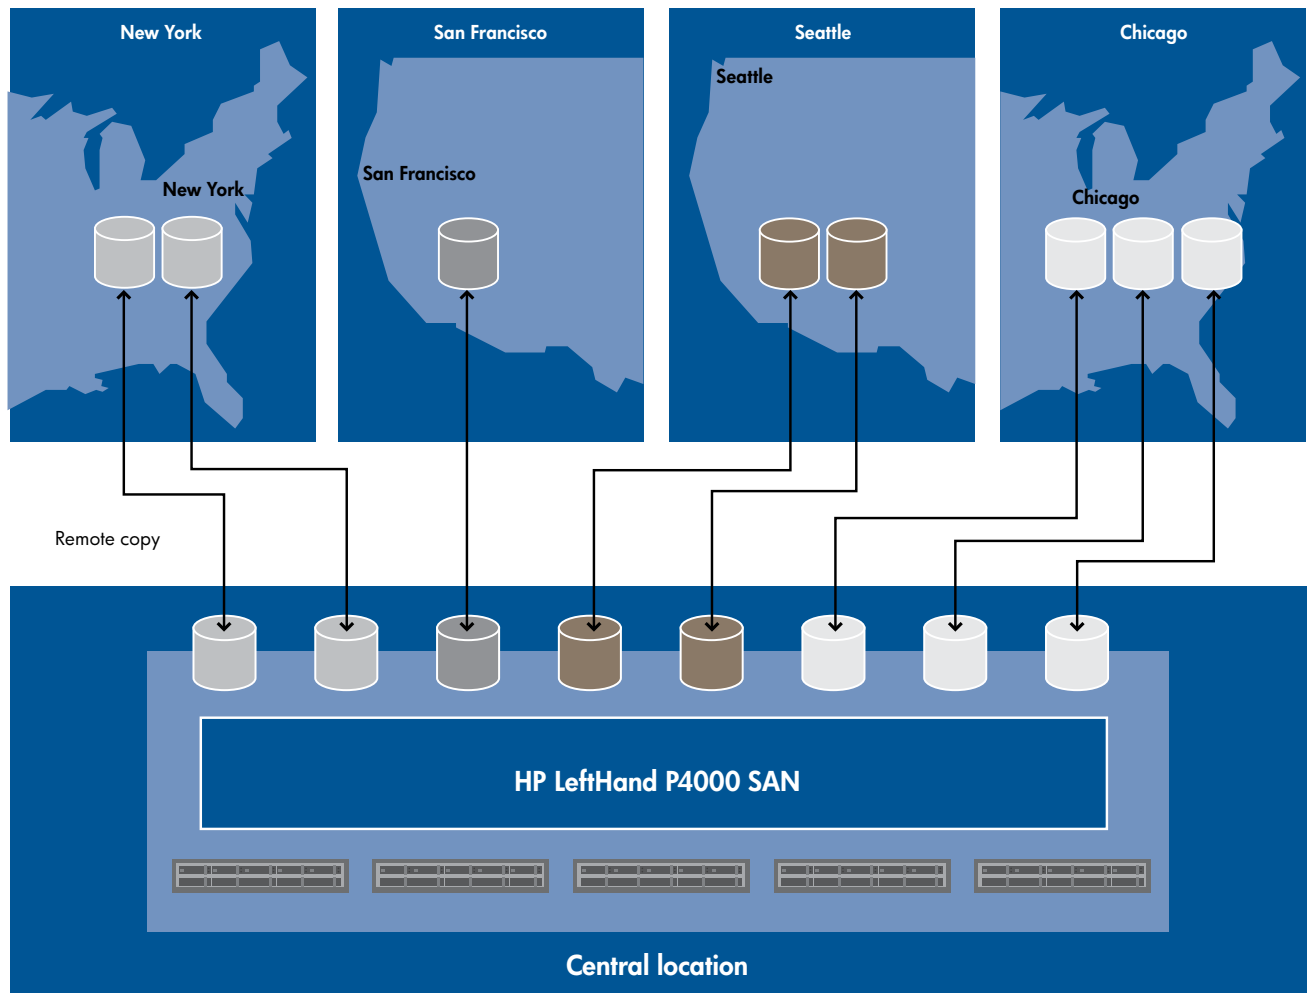 New York
San Francisco
Seattle
Chicago
Seattle
San Francisco
New York
Chicago
Remote copy
HP LeftHand P4000 SAN
Central location